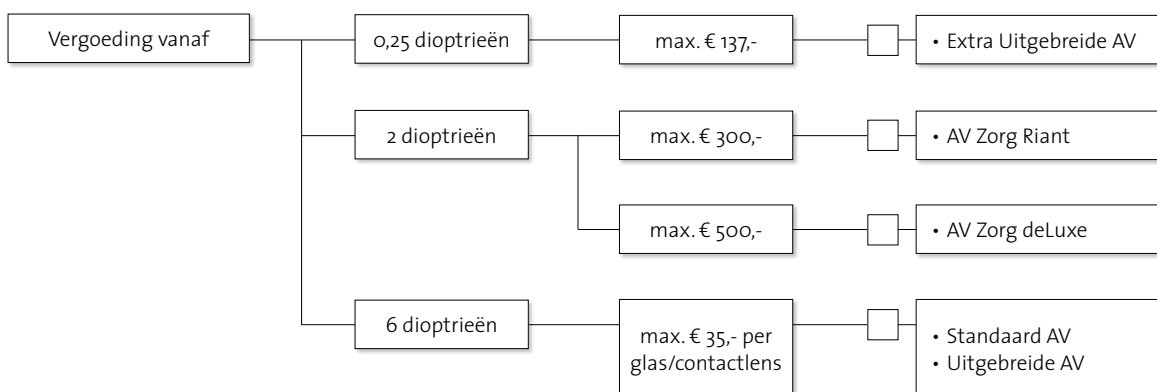 Vergoeding vanaf
0,25 dioptrieën
max. € 137,-
• Extra Uitgebreide AV
2 dioptrieën
max. € 300,-
• AV Zorg Riant
max. € 500,-
• AV Zorg deLuxe
6 dioptrieën
max. € 35,- per
glas/contactlens
• Standaard AV
• Uitgebreide AV